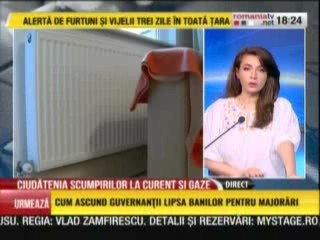 ALERTĂ DE FURTUNI ȘI VIJELII TREI ZILE ÎN TOATĂ ȚARA
romaniatv
.net
18:24
CIUDĂȚENIA SCUMPIRILOR LA CURENT ȘI GAZE
DIRECT
URMEAZĂ
CUM ASCUND GUVERNANȚII LIPSA BANILOR PENTRU MAJORĂRI
USU. REGIA: VLAD ZAMFIRESCU. DETALII ȘI REZERVĂRI: MYSTAGE.RO